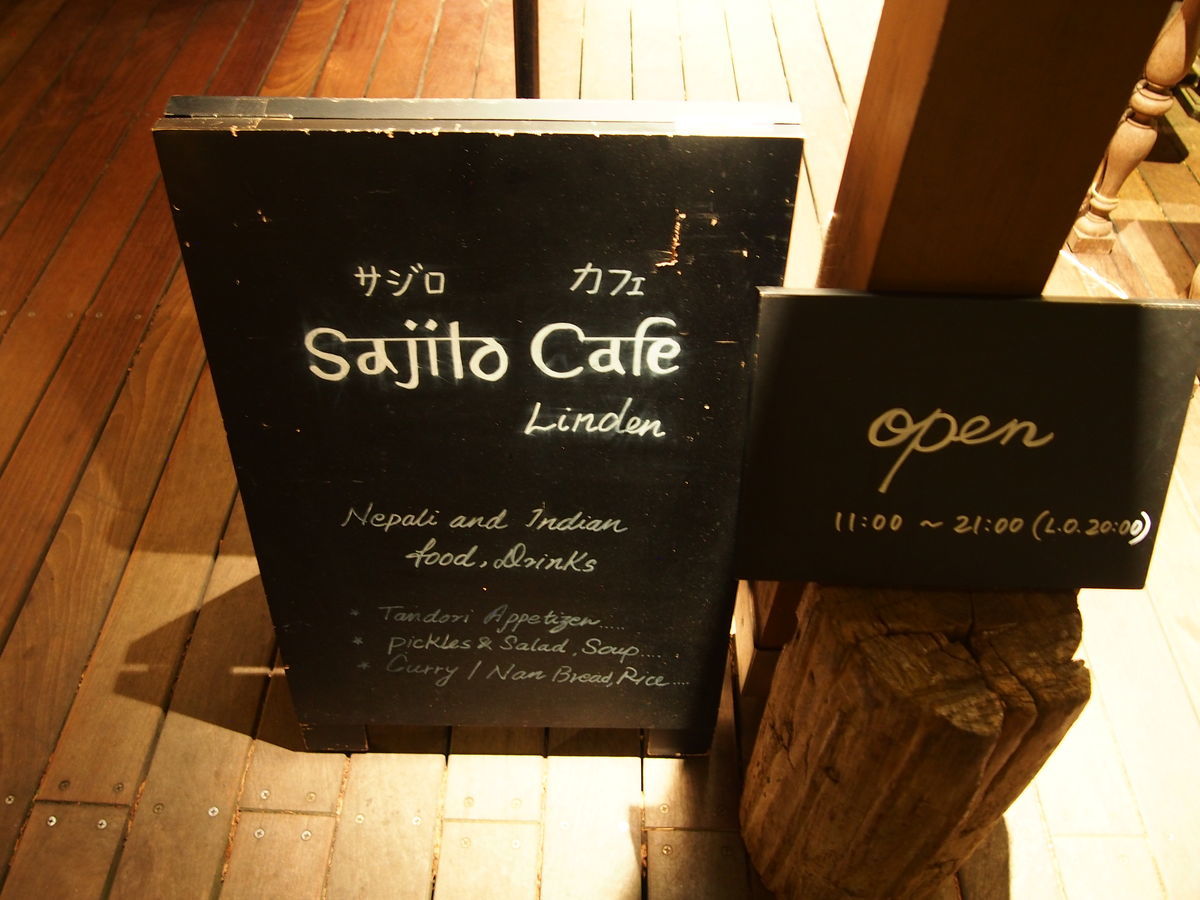 サジロ カフェ
Sajilo Cafe
Linden
Nepali and Indian
food, Drinks
* Tandori Appetizen.....
* pickles & Salad, Soup....
* Curry / Nan Bread, Rice....
open
11:00 ~ 21:00 (L.O. 20:00)